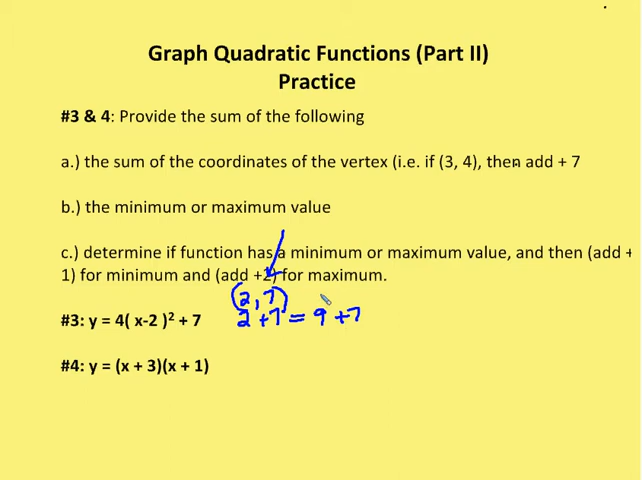 Graph Quadratic Functions (Part II)
Practice
#3 & 4: Provide the sum of the following
a.) the sum of the coordinates of the vertex (i.e. if (3, 4), then add + 7
b.) the minimum or maximum value
c.) determine if function has a minimum or maximum value, and then (add +
1) for minimum and (add +2) for maximum.
(2, 7)
#3: y = 4( x-2 )² + 7 2 +7 = 9 +7
#4: y = (x + 3)(x + 1)